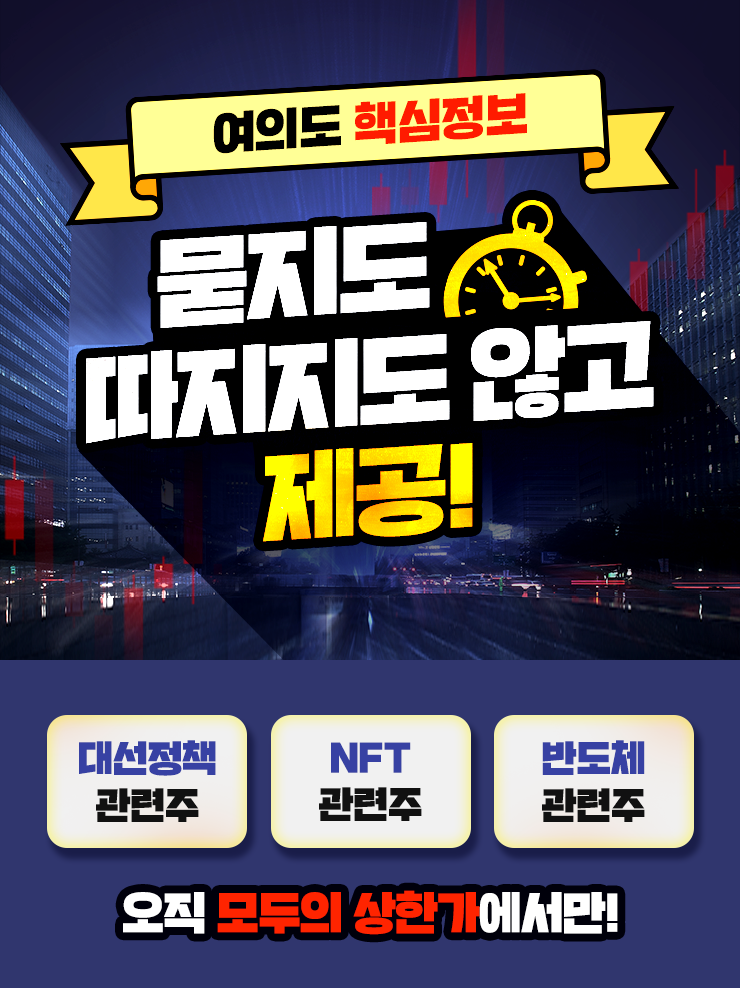 여의도 핵심정보
묻지도
따지지도 않고
제공!
대선정책
관련주
NFT
관련주
반도체
관련주
오직 모두의 상한가에서만!